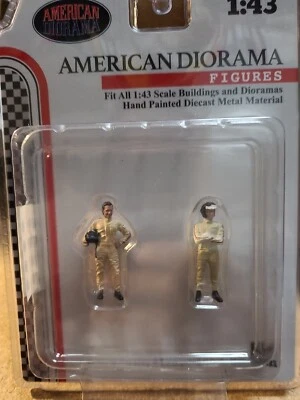 1:43
AMERICAN
DIORAMA
AMERICAN DIORAMA
FIGURES
Fit All 1:43 Scale Buildings and Dioramas
Hand Painted Diecast Metal Material